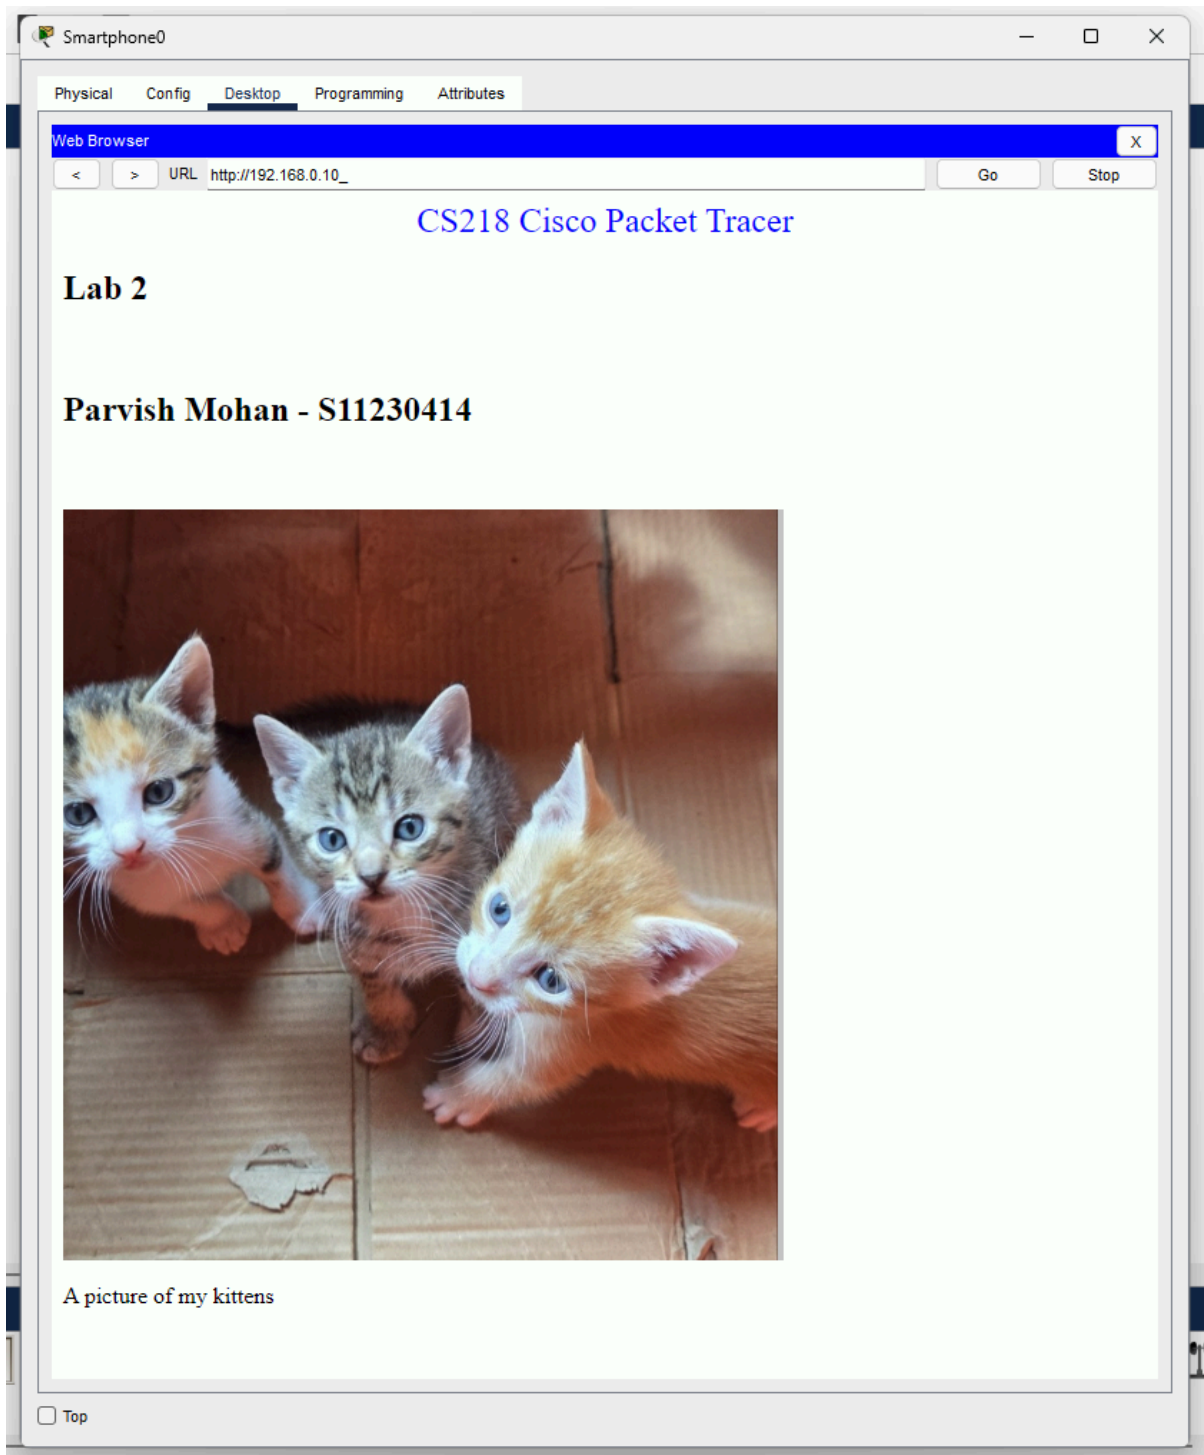 Smartphone0
Physical Config Desktop Programming Attributes
Web Browser X
< > URL http://192.168.0.10_ Go Stop
CS218 Cisco Packet Tracer
Lab 2
Parvish Mohan - S11230414
A picture of my kittens
Top